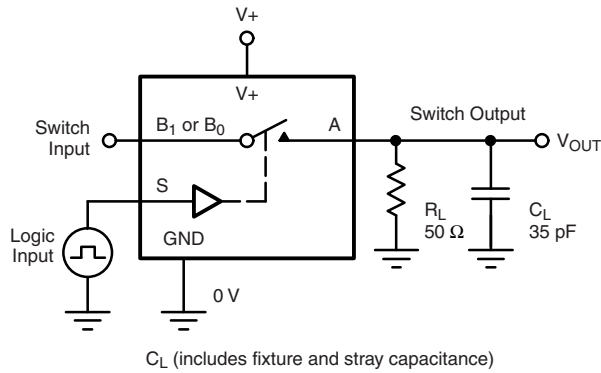 V+
V+
Switch
Input
B1 or B0
A
Switch Output
VOUT
S
RL
50 Ω
CL
35 pF
Logic
Input
GND
0 V
CL (includes fixture and stray capacitance)